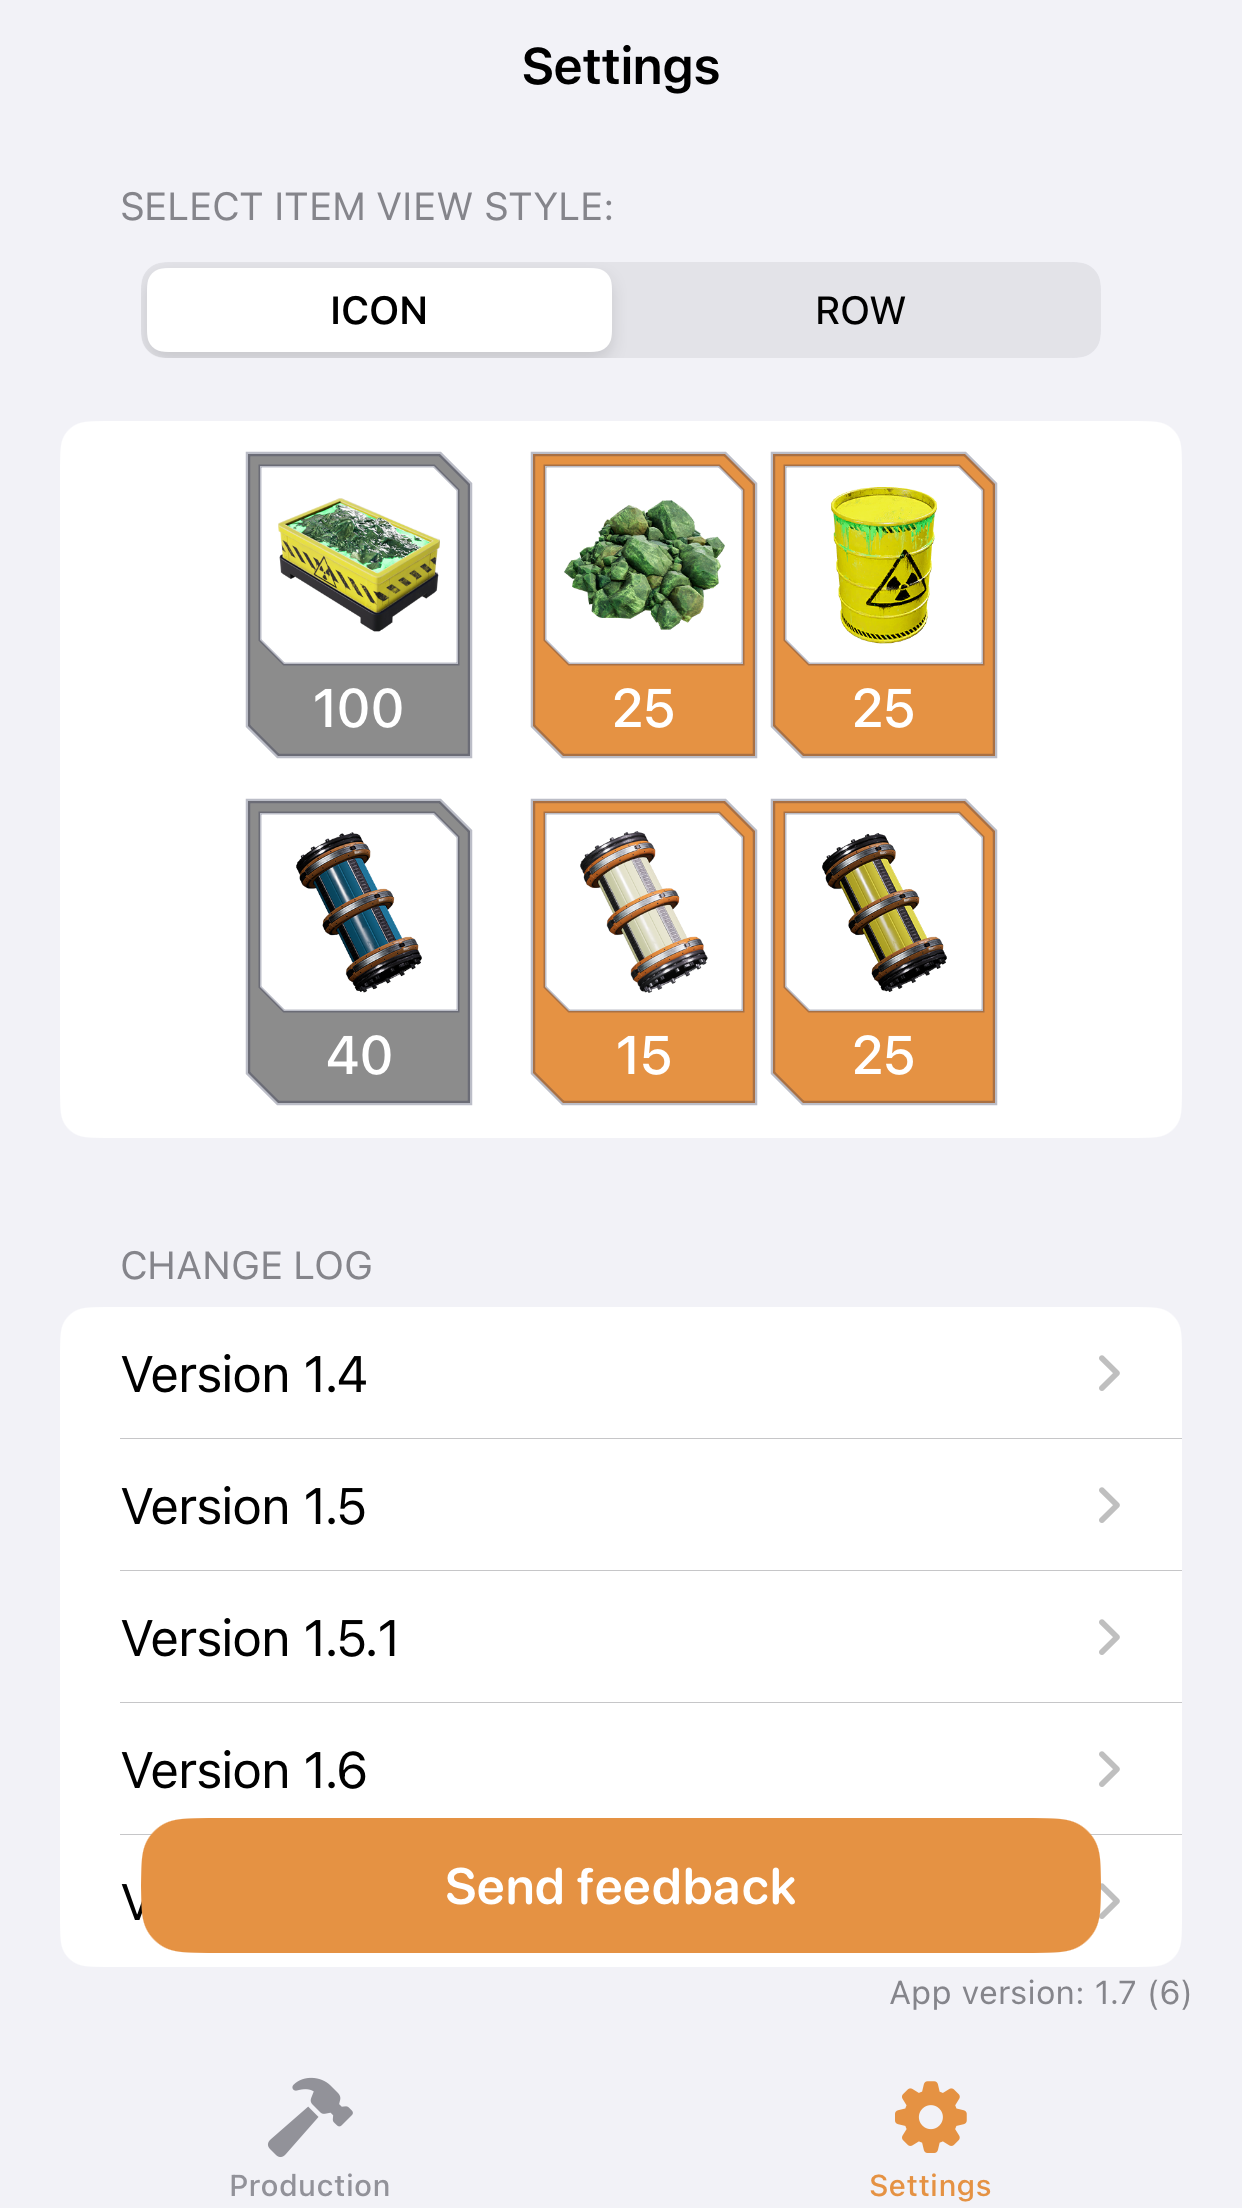 Settings
SELECT ITEM VIEW STYLE:
ICON ROW
100 25 25
40 15 25
CHANGE LOG
Version 1.4
Version 1.5
Version 1.5.1
Version 1.6
Send feedback
App version: 1.7 (6)
Production Settings